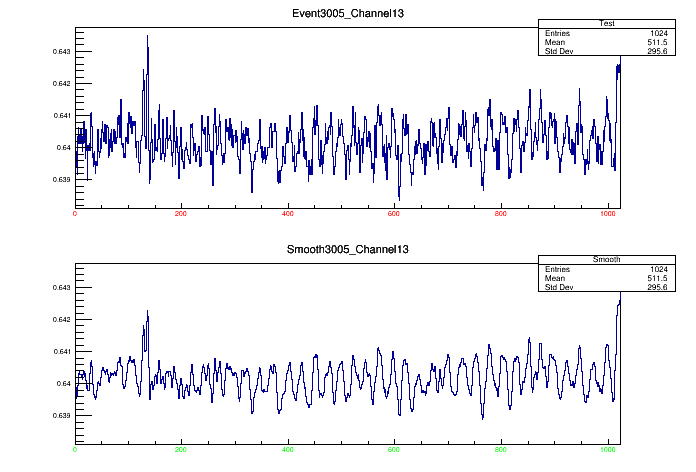 Event3005_Channel13
Test
Entries 1024
Mean 511.5
Std Dev 295.6
0.643
0.642
0.641
0.64
0.639
0 200 400 600 800 1000
Smooth3005_Channel13
Smooth
Entries 1024
Mean 511.5
Std Dev 295.6
0.643
0.642
0.641
0.64
0.639
0 200 400 600 800 1000